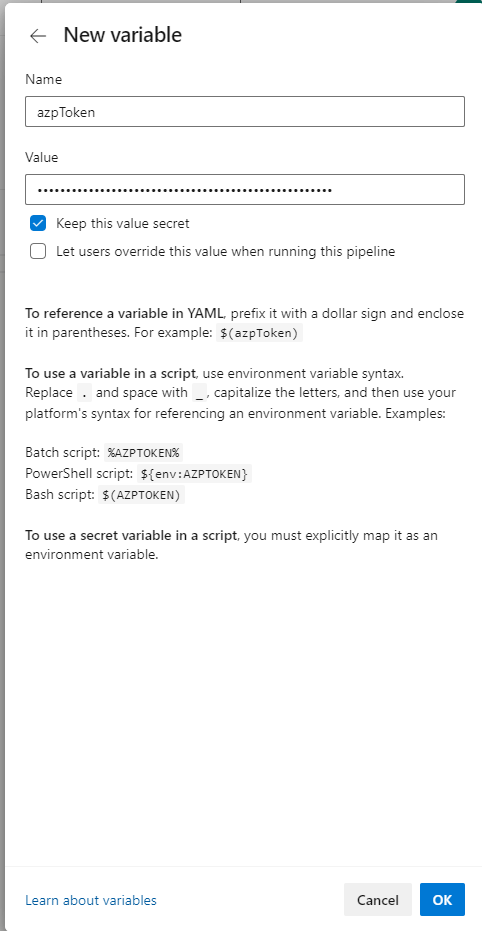 New variable
Name
azpToken
Value
••••••••••••••••••••••••••••••••••••••••••••••••••••
Keep this value secret
Let users override this value when running this pipeline
To reference a variable in YAML, prefix it with a dollar sign and enclose
it in parentheses. For example: $(azpToken)
To use a variable in a script, use environment variable syntax.
Replace . and space with _, capitalize the letters, and then use your
platform's syntax for referencing an environment variable. Examples:
Batch script: %AZPTOKEN%
PowerShell script: ${env:AZPTOKEN}
Bash script: $(AZPTOKEN)
To use a secret variable in a script, you must explicitly map it as an
environment variable.
Learn about variables
Cancel
OK